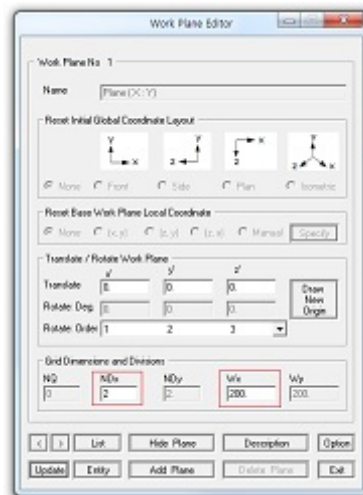 Work Plane Editor
Work Plane No 1
Name Plane (X : Y)
Reset Initial Global Coordinate Layout
Y X Y Z X Z Y Z X
None Front Side Plan Isometric
Reset Base Work Plane Local Coordinate
None (x, y) (z, y) (z, x) Manual Specify
Translate / Rotate Work Plane
x' y' z'
Translate 0. 0. 0. Draw New Origin
Rotate: Deg. 0. 0. 0.
Rotate: Order 1 2 3
Grid Dimensions and Divisions
NQ NDx NDy Wx Wy
0 2 2 200. 200.
< > List Hide Plane Description Option
Update Entity Add Plane Delete Plane Exit